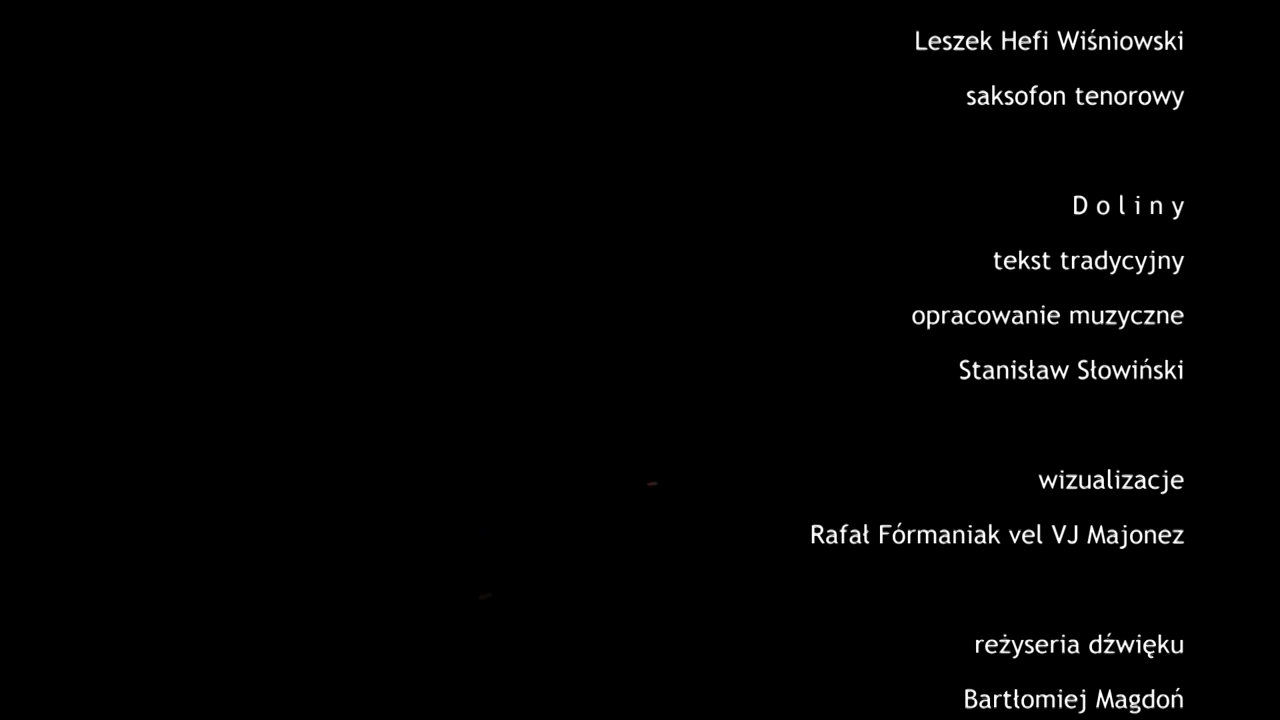 Leszek Hefi Wiśniowski
saksofon tenorowy
D o l i n y
tekst tradycyjny
opracowanie muzyczne
Stanisław Słowiński
wizualizacje
Rafał Fórmaniak vel VJ Majonez
reżyseria dźwięku
Bartłomiej Magdoń